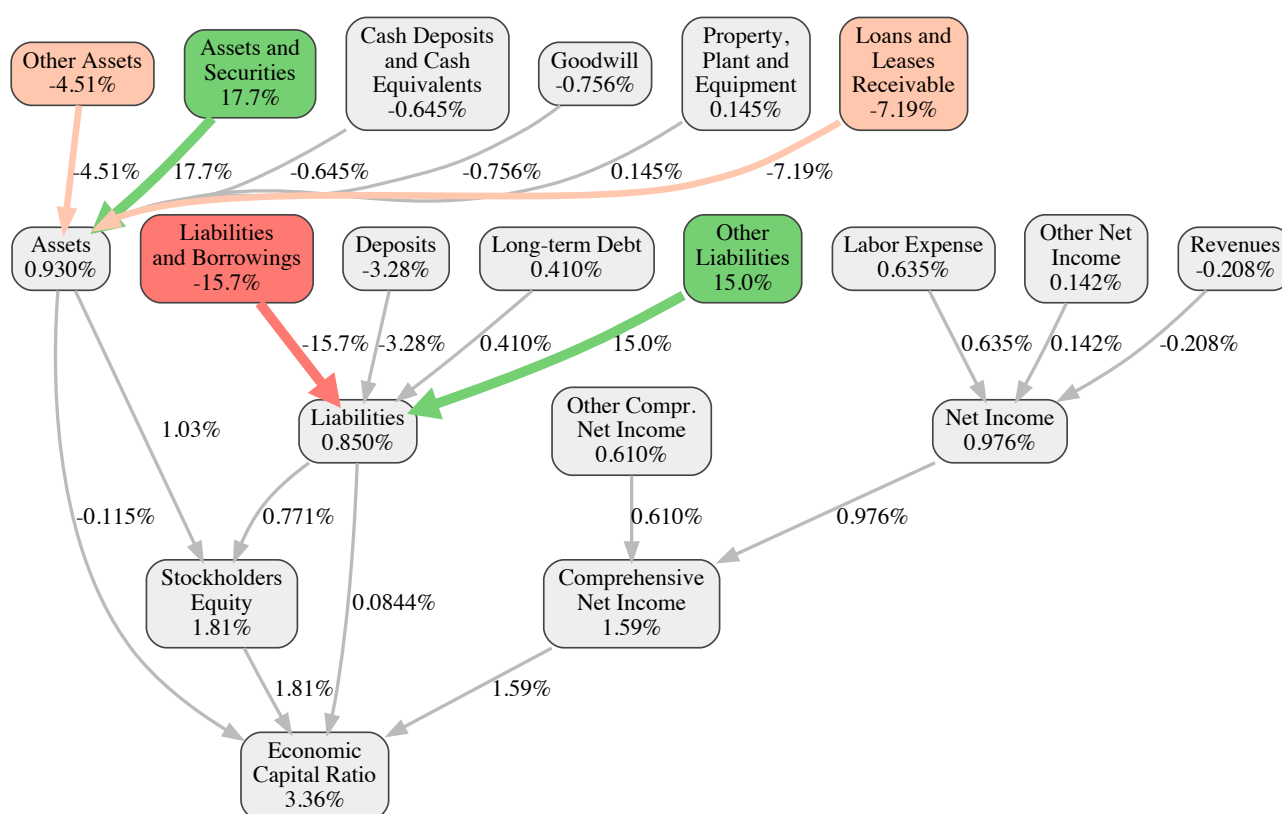 Other Assets
-4.51%
Assets and
Securities
17.7%
Cash Deposits
and Cash
Equivalents
-0.645%
Goodwill
-0.756%
Property,
Plant and
Equipment
0.145%
Loans and
Leases
Receivable
-7.19%
-4.51%
17.7%
-0.645%
-0.756%
0.145%
-7.19%
Assets
0.930%
Liabilities
and Borrowings
-15.7%
Deposits
-3.28%
Long-term Debt
0.410%
Other
Liabilities
15.0%
Labor Expense
0.635%
Other Net
Income
0.142%
Revenues
-0.208%
-15.7%
-3.28%
0.410%
15.0%
0.635%
0.142%
-0.208%
Liabilities
0.850%
Other Compr.
Net Income
0.610%
Net Income
0.976%
1.03%
-0.115%
0.771%
0.610%
0.976%
Stockholders
Equity
1.81%
0.0844%
Comprehensive
Net Income
1.59%
1.81%
1.59%
Economic
Capital Ratio
3.36%